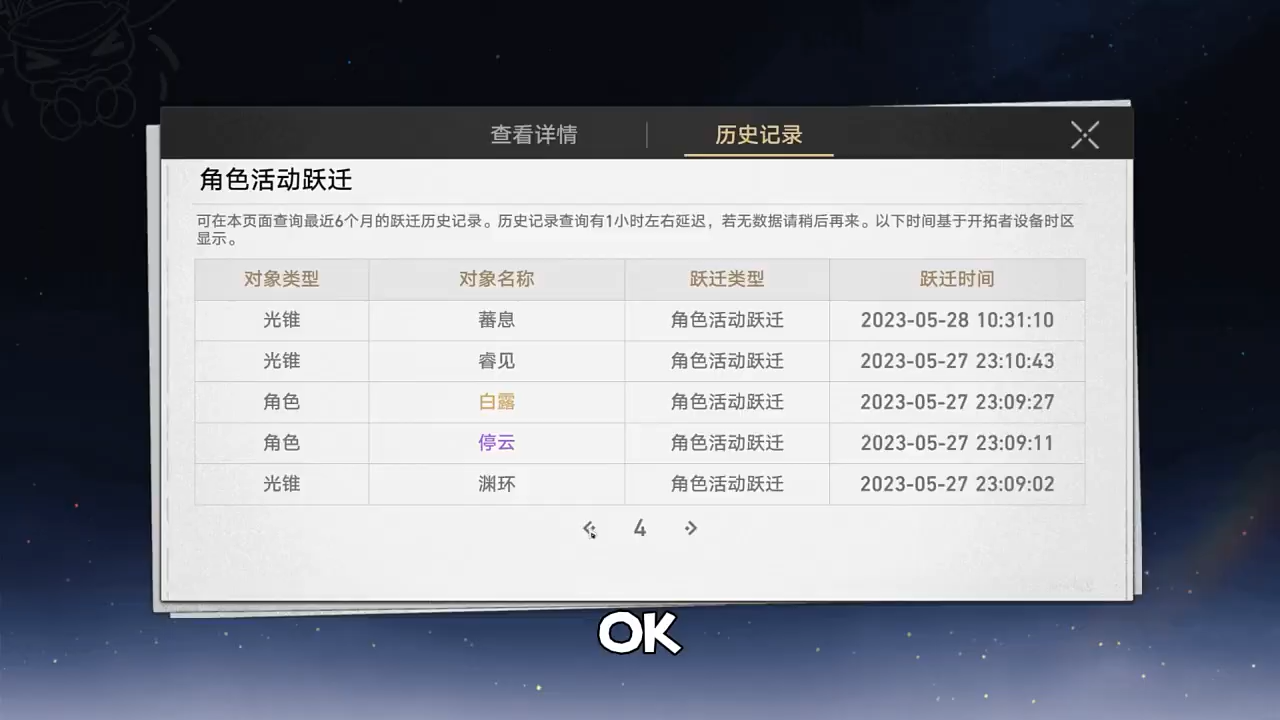 查看详情
历史记录
角色活动跃迁
可在本页面查询最近6个月的跃迁历史记录。历史记录查询有1小时左右延迟，若无数据请稍后再来。以下时间基于开拓者设备时区
显示。
对象类型 对象名称 跃迁类型 跃迁时间
光锥 蕃息 角色活动跃迁 2023-05-28 10:31:10
光锥 睿见 角色活动跃迁 2023-05-27 23:10:43
角色 白露 角色活动跃迁 2023-05-27 23:09:27
角色 停云 角色活动跃迁 2023-05-27 23:09:11
光锥 渊环 角色活动跃迁 2023-05-27 23:09:02
4
OK